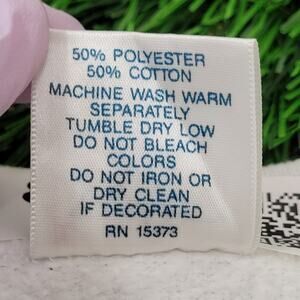 50% POLYESTER
50% COTTON
MACHINE WASH WARM
SEPARATELY
TUMBLE DRY LOW
DO NOT BLEACH
COLORS
DO NOT IRON OR
DRY CLEAN
IF DECORATED
RN 15373